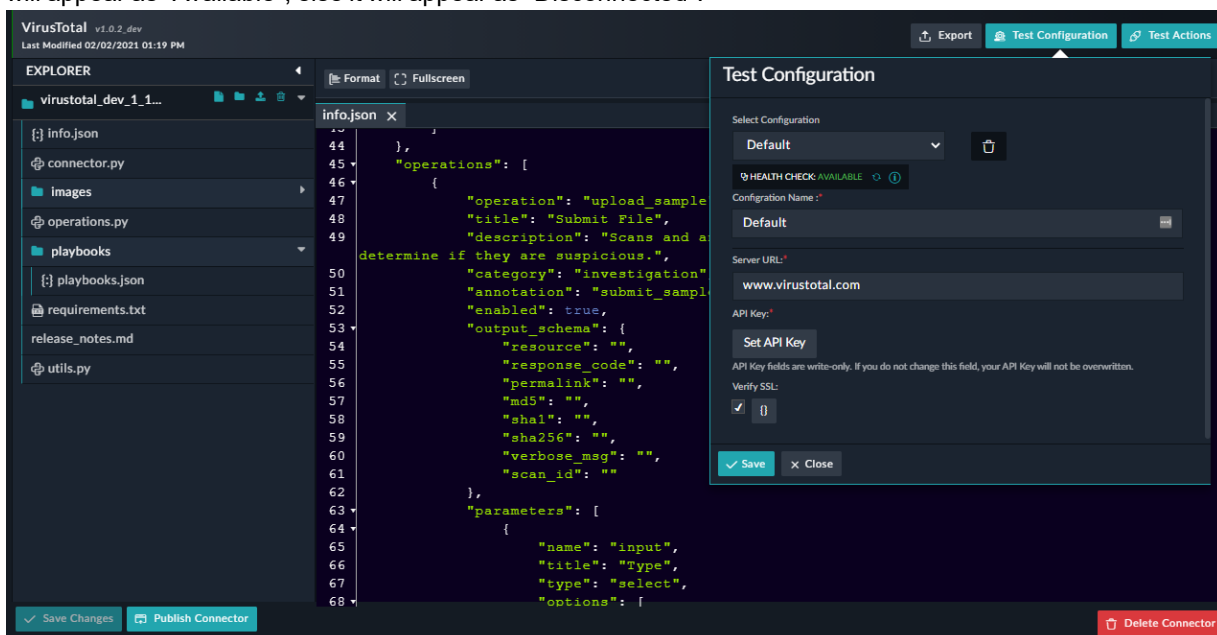 VirusTotal v1.0.2_dev
Last Modified 02/02/2021 01:19 PM
Export
Test Configuration
Test Actions
EXPLORER
virustotal_dev_1_1...
{:} info.json
connector.py
images
operations.py
playbooks
{:} playbooks.json
requirements.txt
release_notes.md
utils.py
Format
Fullscreen
info.json ×
44 },
45 "operations": [
46 {
47 "operation": "upload_sample
48 "title": "Submit File",
49 "description": "Scans and a
determine if they are suspicious.",
50 "category": "investigation"
51 "annotation": "submit_sampl
52 "enabled": true,
53 "output_schema": {
54 "resource": "",
55 "response_code": "",
56 "permalink": "",
57 "md5": "",
58 "sha1": "",
59 "sha256": "",
60 "verbose_msg": "",
61 "scan_id": ""
62 },
63 "parameters": [
64 {
65 "name": "input",
66 "title": "Type",
67 "type": "select",
68 "options": [
Test Configuration
Select Configuration
Default
HEALTH CHECK: AVAILABLE
Configration Name :*
Default
Server URL:*
www.virustotal.com
API Key:*
Set API Key
API Key fields are write-only. If you do not change this field, your API Key will not be overwritten.
Verify SSL:
{}
Save
× Close
Save Changes
Publish Connector
Delete Connector